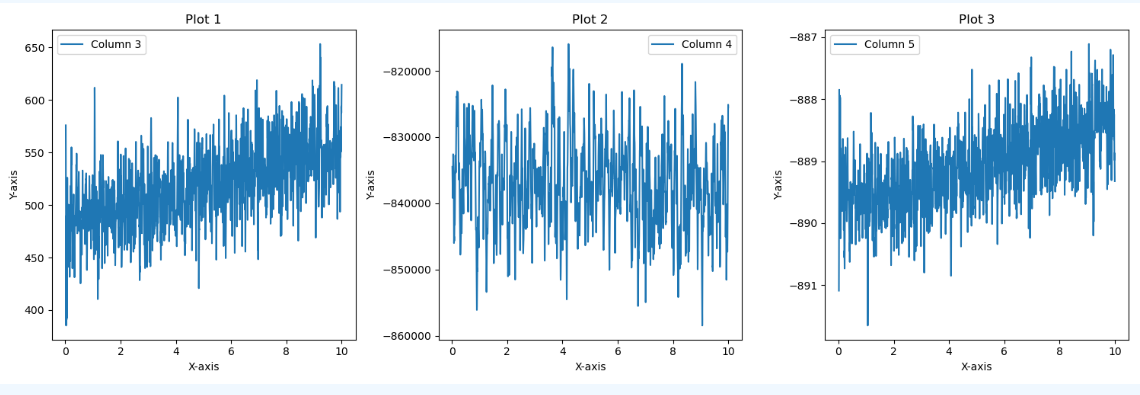 Plot 1
Column 3
650
600
550
500
450
400
Y-axis
0 2 4 6 8 10
X-axis
Plot 2
Column 4
−820000
−830000
−840000
−850000
−860000
Y-axis
0 2 4 6 8 10
X-axis
Plot 3
Column 5
−887
−888
−889
−890
−891
Y-axis
0 2 4 6 8 10
X-axis